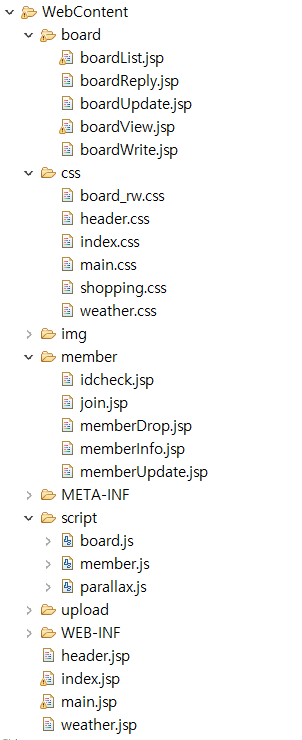 WebContent
board
boardList.jsp
boardReply.jsp
boardUpdate.jsp
boardView.jsp
boardWrite.jsp
css
board_rw.css
header.css
index.css
main.css
shopping.css
weather.css
img
member
idcheck.jsp
join.jsp
memberDrop.jsp
memberInfo.jsp
memberUpdate.jsp
META-INF
script
board.js
member.js
parallax.js
upload
WEB-INF
header.jsp
index.jsp
main.jsp
weather.jsp